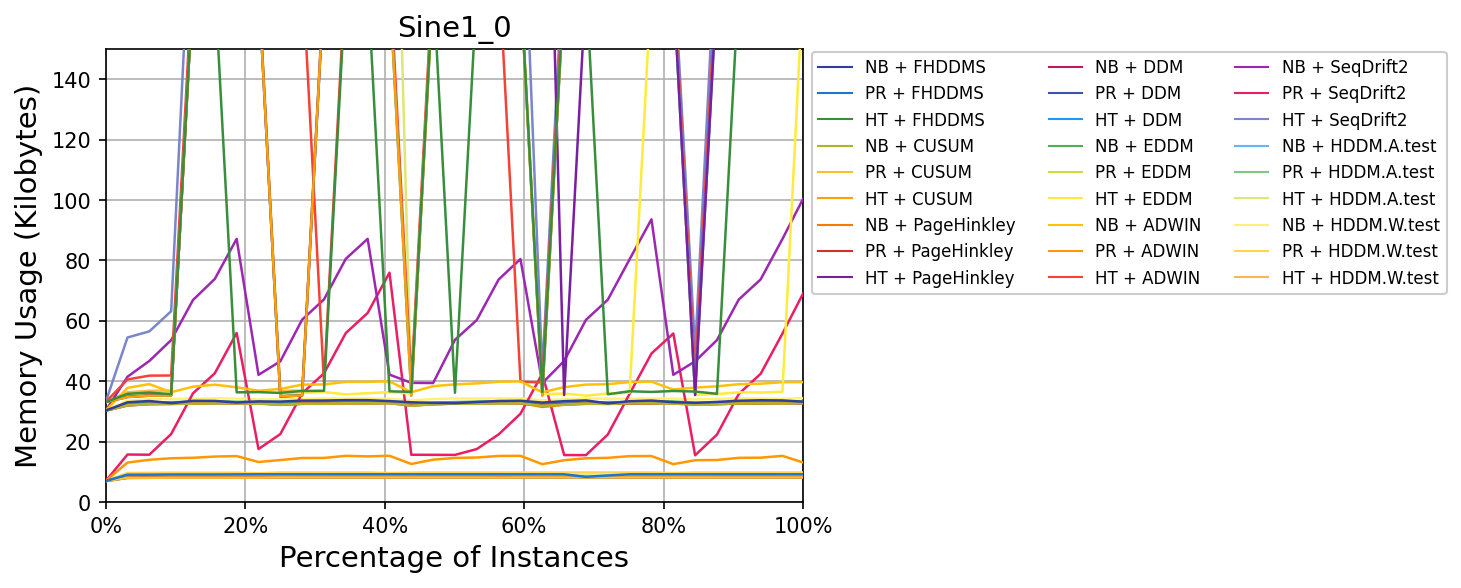 Sine1_0
Memory Usage (Kilobytes)
140
120
100
80
60
40
20
0
0% 20% 40% 60% 80% 100%
Percentage of Instances
NB + FHDDMS
PR + FHDDMS
HT + FHDDMS
NB + CUSUM
PR + CUSUM
HT + CUSUM
NB + PageHinkley
PR + PageHinkley
HT + PageHinkley
NB + DDM
PR + DDM
HT + DDM
NB + EDDM
PR + EDDM
HT + EDDM
NB + ADWIN
PR + ADWIN
HT + ADWIN
NB + SeqDrift2
PR + SeqDrift2
HT + SeqDrift2
NB + HDDM.A.test
PR + HDDM.A.test
HT + HDDM.A.test
NB + HDDM.W.test
PR + HDDM.W.test
HT + HDDM.W.test